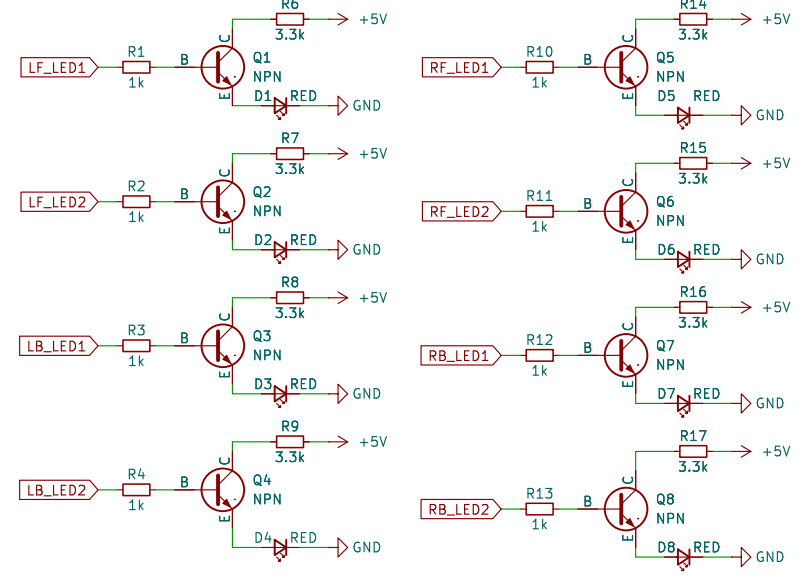 R6
+5V
3.3k
LF_LED1
R1
1k
B
C
E
Q1
NPN
D1
RED
GND
R14
+5V
3.3k
RF_LED1
R10
1k
B
C
E
Q5
NPN
D5
RED
GND
R7
+5V
3.3k
LF_LED2
R2
1k
B
C
E
Q2
NPN
D2
RED
GND
R15
+5V
3.3k
RF_LED2
R11
1k
B
C
E
Q6
NPN
D6
RED
GND
R8
+5V
3.3k
LB_LED1
R3
1k
B
C
E
Q3
NPN
D3
RED
GND
R16
+5V
3.3k
RB_LED1
R12
1k
B
C
E
Q7
NPN
D7
RED
GND
R9
+5V
3.3k
LB_LED2
R4
1k
B
C
E
Q4
NPN
D4
RED
GND
R17
+5V
3.3k
RB_LED2
R13
1k
B
C
E
Q8
NPN
D8
RED
GND